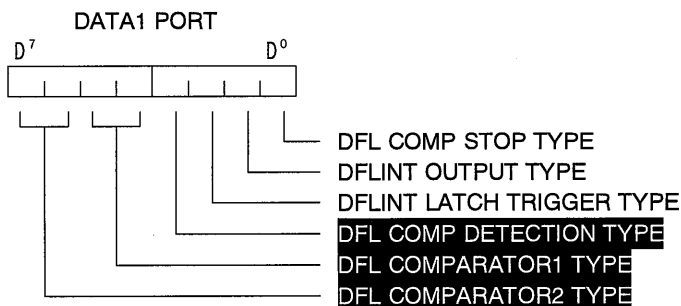 DATA1 PORT
D⁷ D⁰
DFL COMP STOP TYPE
DFLINT OUTPUT TYPE
DFLINT LATCH TRIGGER TYPE
DFL COMP DETECTION TYPE
DFL COMPARATOR1 TYPE
DFL COMPARATOR2 TYPE